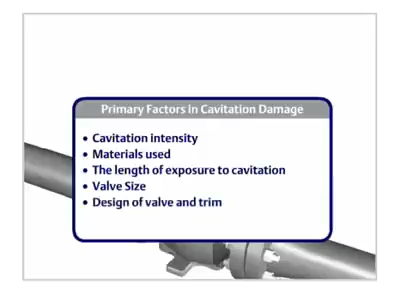 Primary Factors in Cavitation Damage
• Cavitation intensity
• Materials used
• The length of exposure to cavitation
• Valve Size
• Design of valve and trim